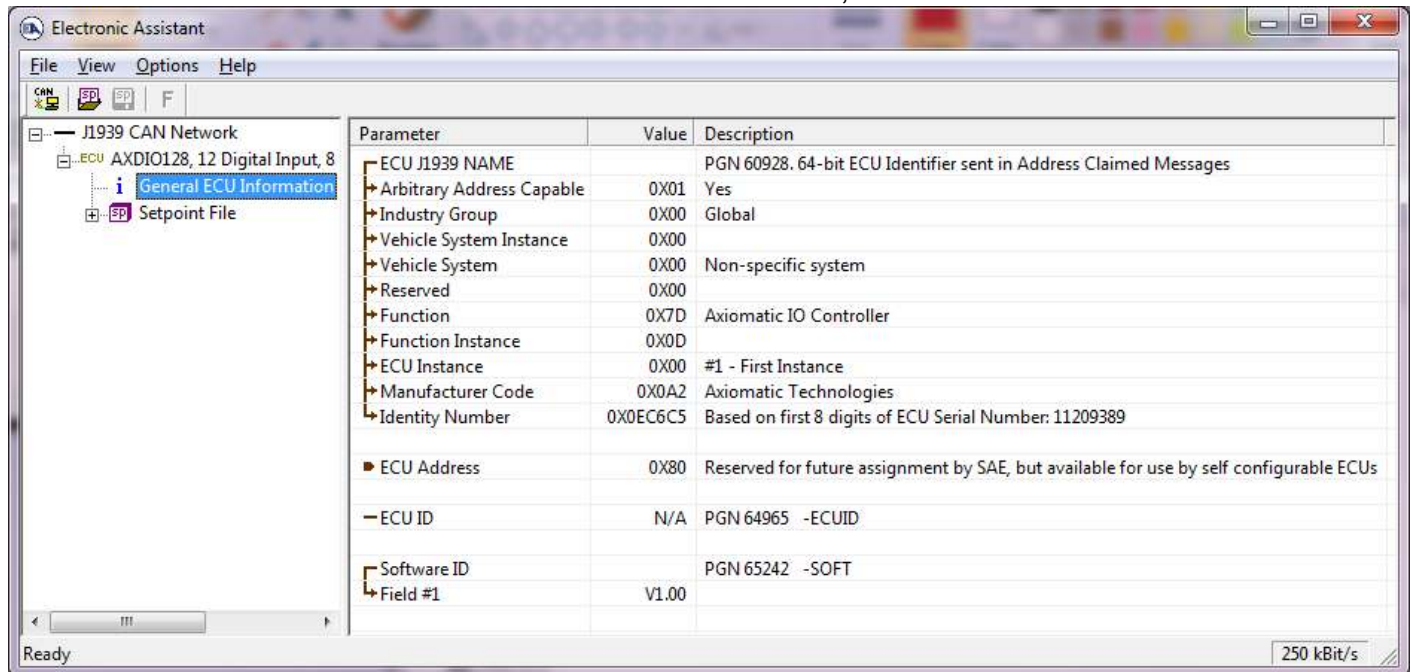 Electronic Assistant
File View Options Help
CAN SP SP F
J1939 CAN Network
ECU AXDIO128, 12 Digital Input, 8
i General ECU Information
SP Setpoint File
Parameter Value Description
ECU J1939 NAME PGN 60928. 64-bit ECU Identifier sent in Address Claimed Messages
Arbitrary Address Capable 0X01 Yes
Industry Group 0X00 Global
Vehicle System Instance 0X00
Vehicle System 0X00 Non-specific system
Reserved 0X00
Function 0X7D Axiomatic IO Controller
Function Instance 0X0D
ECU Instance 0X00 #1 - First Instance
Manufacturer Code 0X0A2 Axiomatic Technologies
Identity Number 0X0EC6C5 Based on first 8 digits of ECU Serial Number: 11209389
ECU Address 0X80 Reserved for future assignment by SAE, but available for use by self configurable ECUs
ECU ID N/A PGN 64965 -ECUID
Software ID PGN 65242 -SOFT
Field #1 V1.00
Ready 250 kBit/s